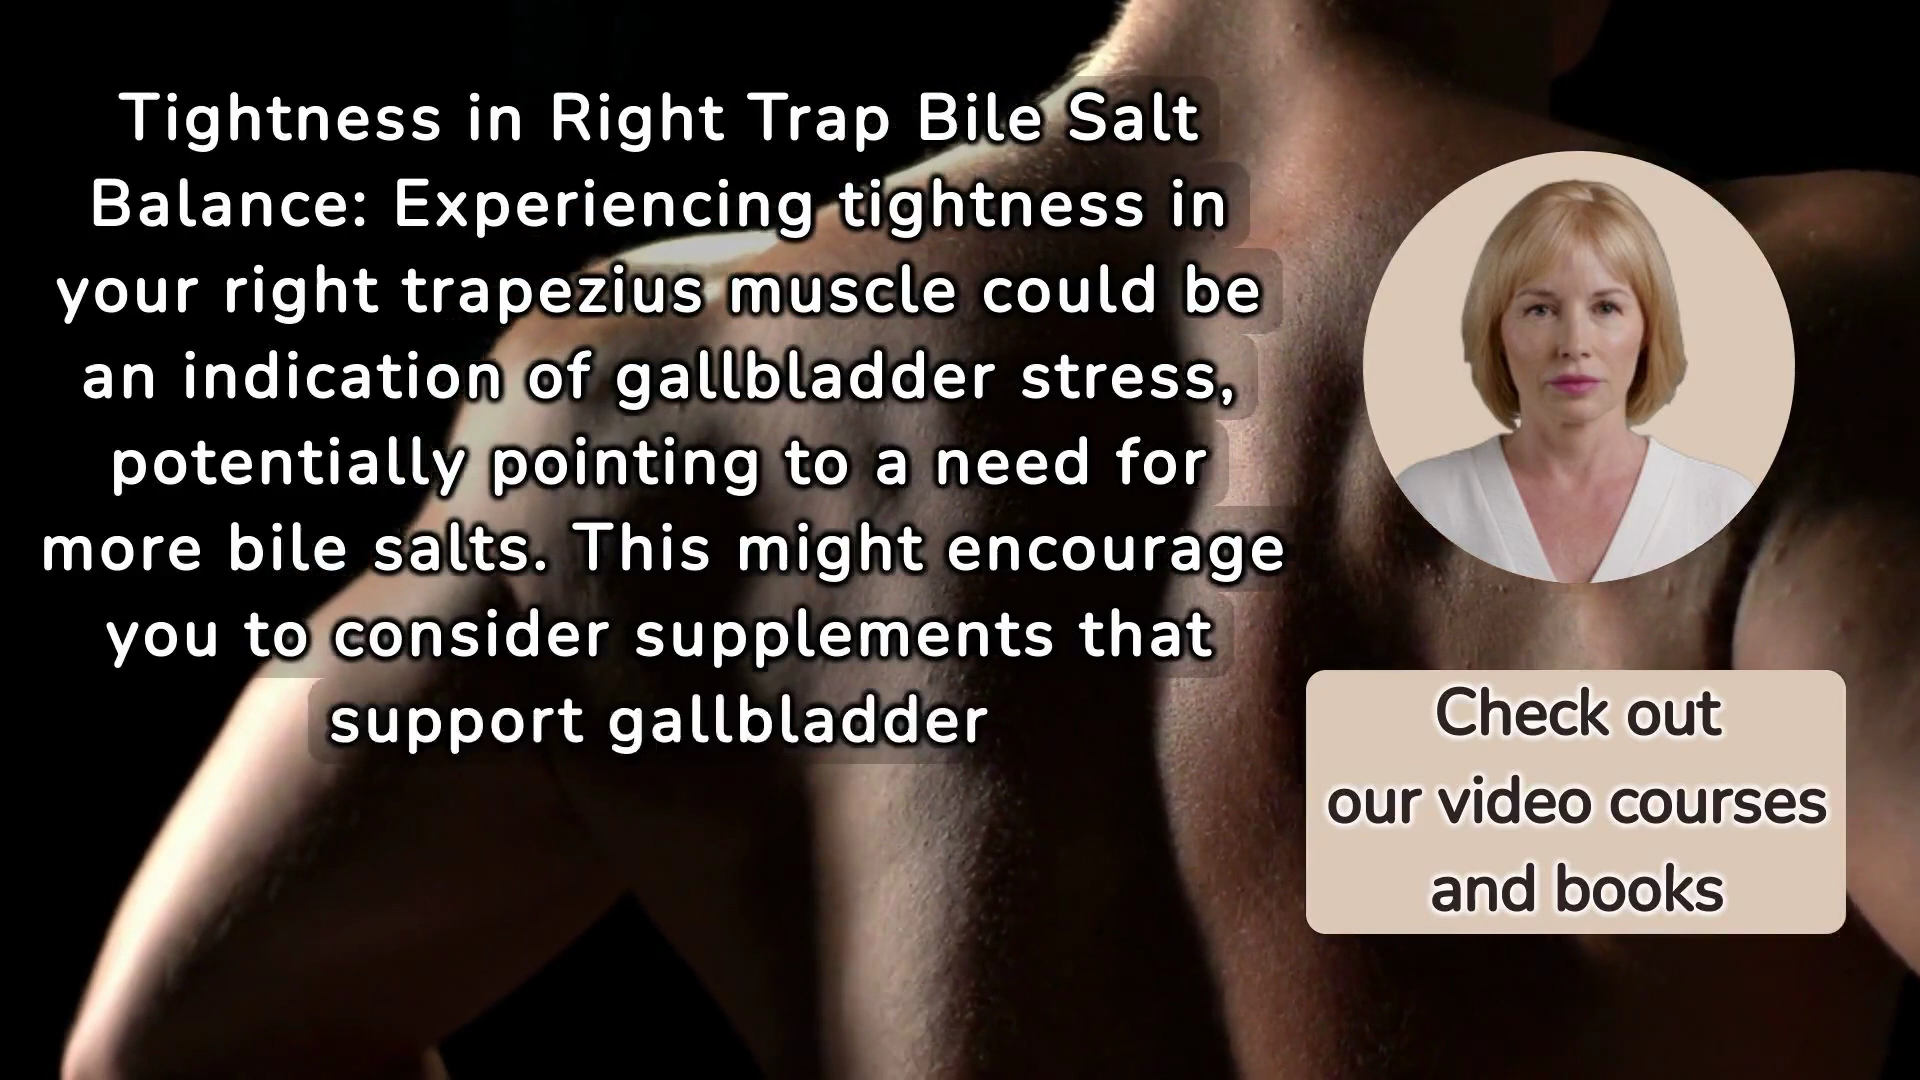 Tightness in Right Trap Bile Salt
Balance: Experiencing tightness in
your right trapezius muscle could be
an indication of gallbladder stress,
potentially pointing to a need for
more bile salts. This might encourage
you to consider supplements that
support gallbladder
Check out
our video courses
and books